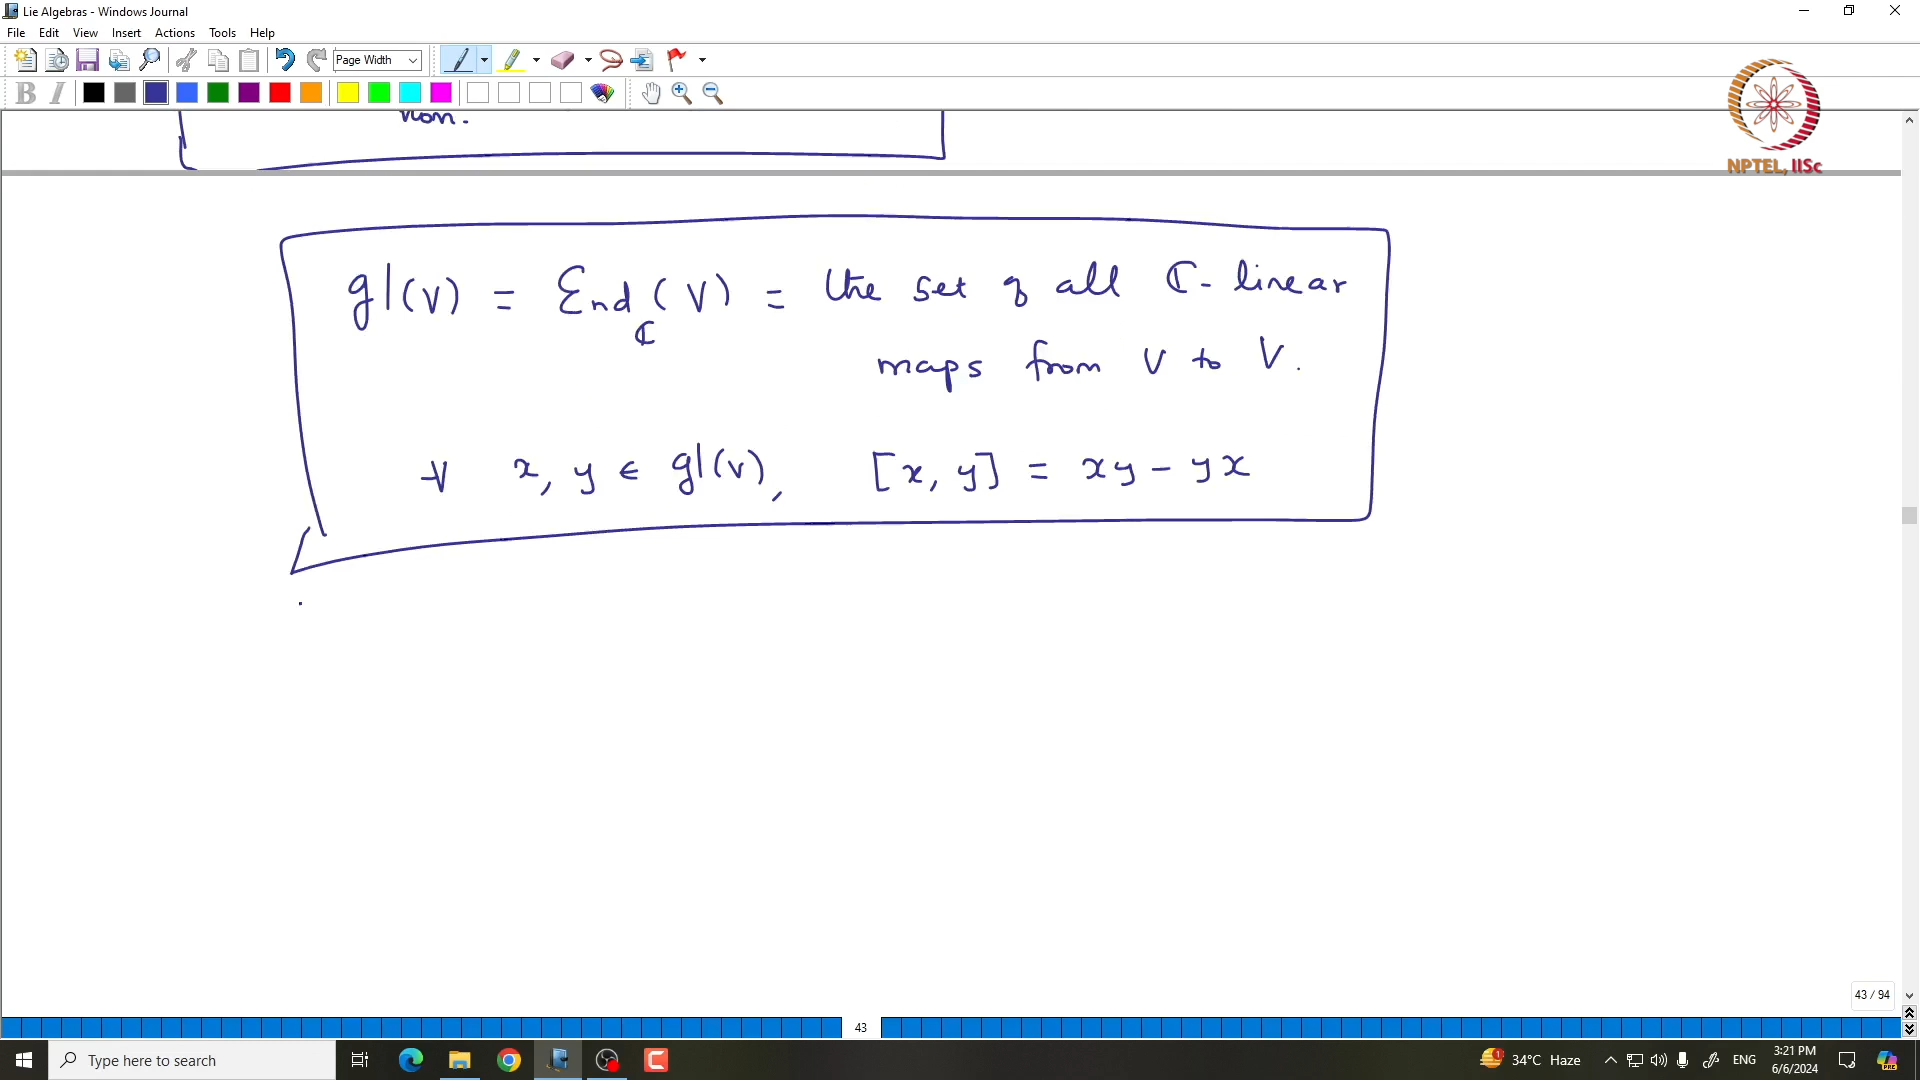 Lie Algebras - Windows Journal
File Edit View Insert Actions Tools Help
Page Width
B I
NPTEL, IISc
non.
gl(V) = End_ℂ(V) = the set of all ℂ-linear
maps from V to V.
∀ x, y ∈ gl(V), [x, y] = xy - yx
43 / 94
43
Type here to search
1 34°C Haze ENG 3:21 PM
6/6/2024